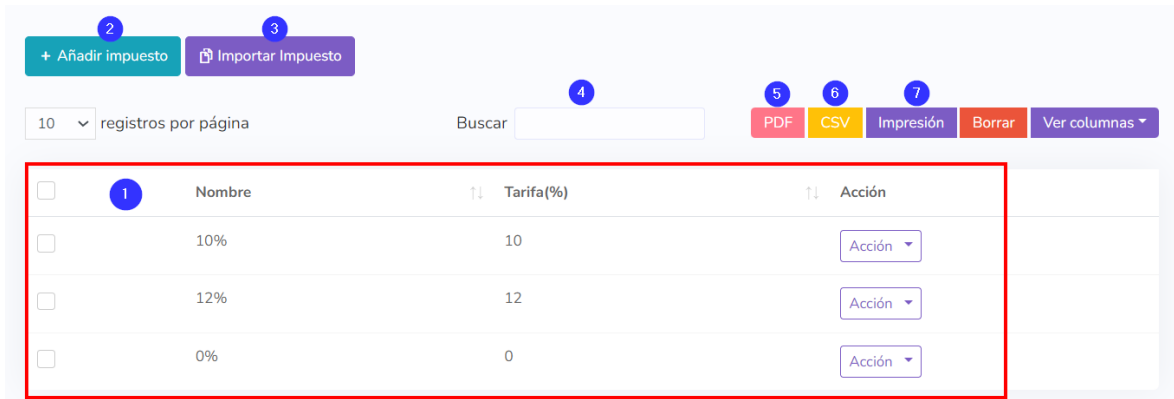 2 3
+ Añadir impuesto Importar Impuesto
4 5 6 7
10 registros por página Buscar PDF CSV Impresión Borrar Ver columnas
1 Nombre Tarifa(%) Acción
10% 10 Acción
12% 12 Acción
0% 0 Acción